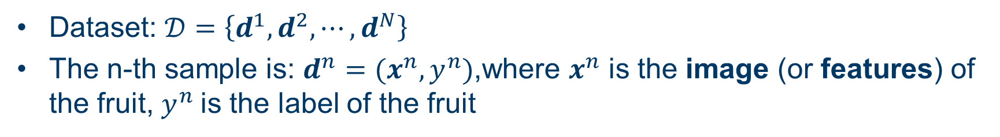 • Dataset: 𝒟 = {𝒅¹, 𝒅², ⋯, 𝒅ᴺ}
• The n-th sample is: 𝒅ⁿ = (𝒙ⁿ, 𝑦ⁿ),where 𝒙ⁿ is the image (or features) of
the fruit, 𝑦ⁿ is the label of the fruit